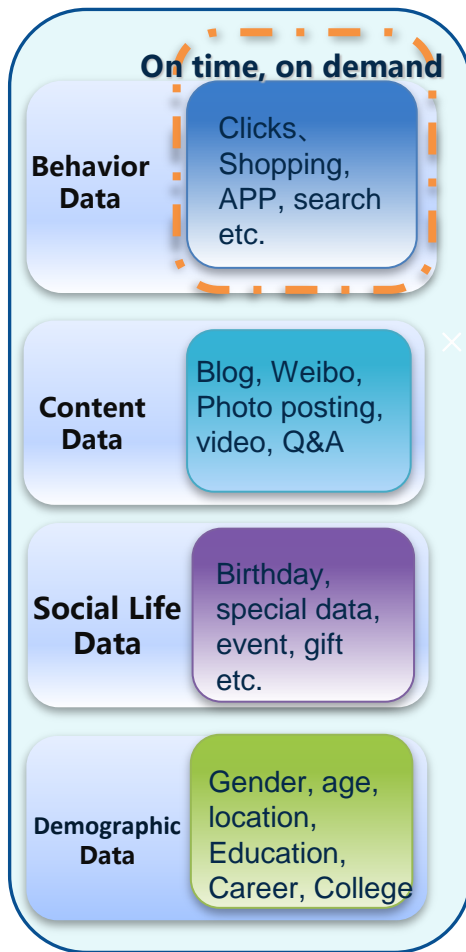 On time, on demand
Behavior
Data
Clicks、
Shopping,
APP, search
etc.
Content
Data
Blog, Weibo,
Photo posting,
video, Q&A
Social Life
Data
Birthday,
special data,
event, gift
etc.
Demographic
Data
Gender, age,
location,
Education,
Career, College